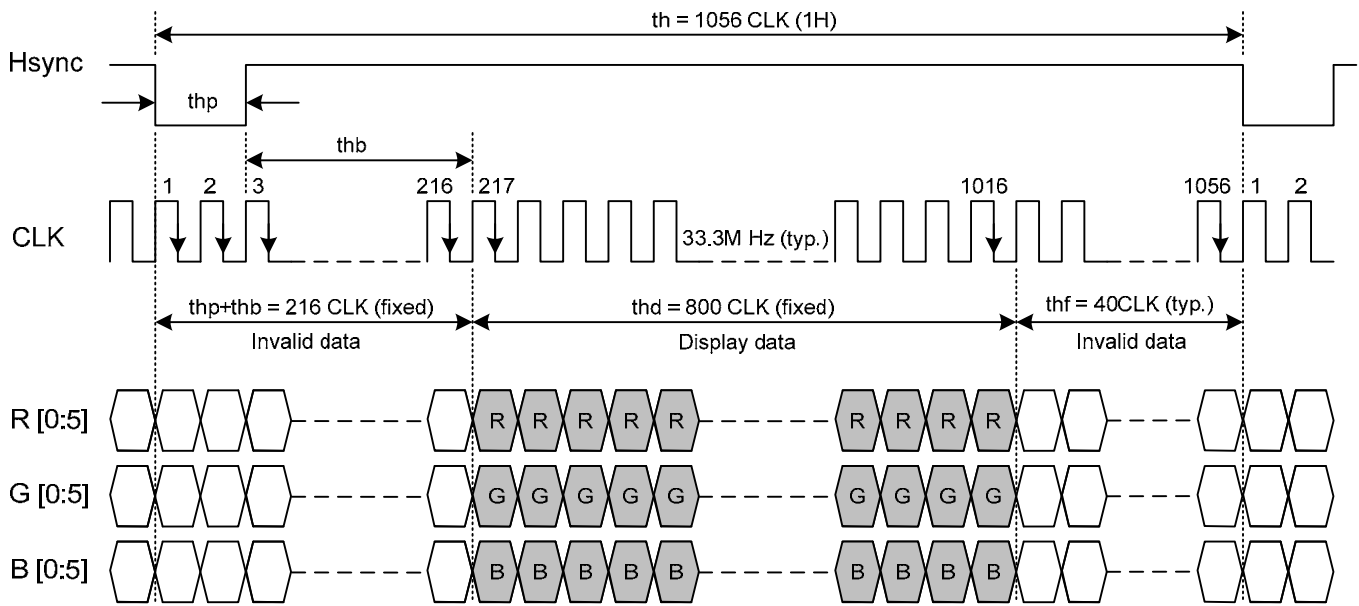 th = 1056 CLK (1H)
Hsync
thp
thb
1 2 3 216 217 1016 1056 1 2
CLK
33.3M Hz (typ.)
thp+thb = 216 CLK (fixed) thd = 800 CLK (fixed) thf = 40CLK (typ.)
Invalid data Display data Invalid data
R [0:5] R R R R R R R R R
G [0:5] G G G G G G G G G
B [0:5] B B B B B B B B B